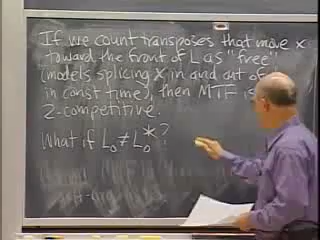 If we count transposes that move x
toward the front of L as "free"
(models splicing x in and out of
in const time), then MTF is
2-competitive.
What if L₀ ≠ L₀*?